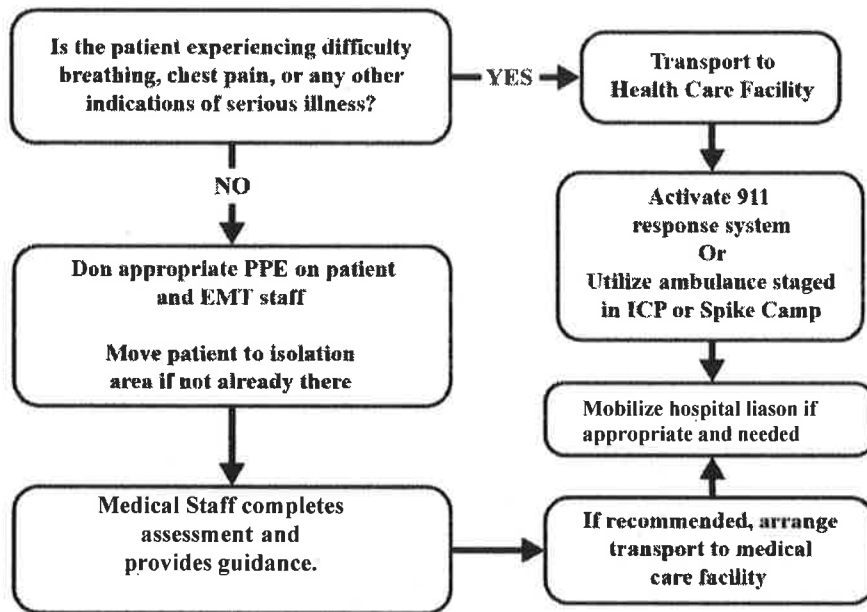 Is the patient experiencing difficulty
breathing, chest pain, or any other
indications of serious illness?
YES
Transport to
Health Care Facility
NO
Activate 911
response system
Or
Utilize ambulance staged
in ICP or Spike Camp
Don appropriate PPE on patient
and EMT staff
Move patient to isolation
area if not already there
Mobilize hospital liason if
appropriate and needed
Medical Staff completes
assessment and
provides guidance.
If recommended, arrange
transport to medical
care facility